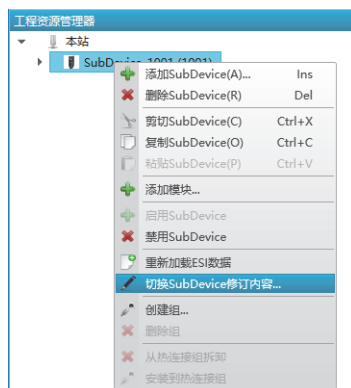 工程资源管理器
本站
SubDevice_1001 (1001)
添加SubDevice(A)... Ins
删除SubDevice(R) Del
剪切SubDevice(C) Ctrl+X
复制SubDevice(O) Ctrl+C
粘贴SubDevice(P) Ctrl+V
添加模块...
启用SubDevice
禁用SubDevice
重新加载ESI数据
切换SubDevice修订内容...
创建组...
删除组
从热连接组拆卸
安装到热连接组